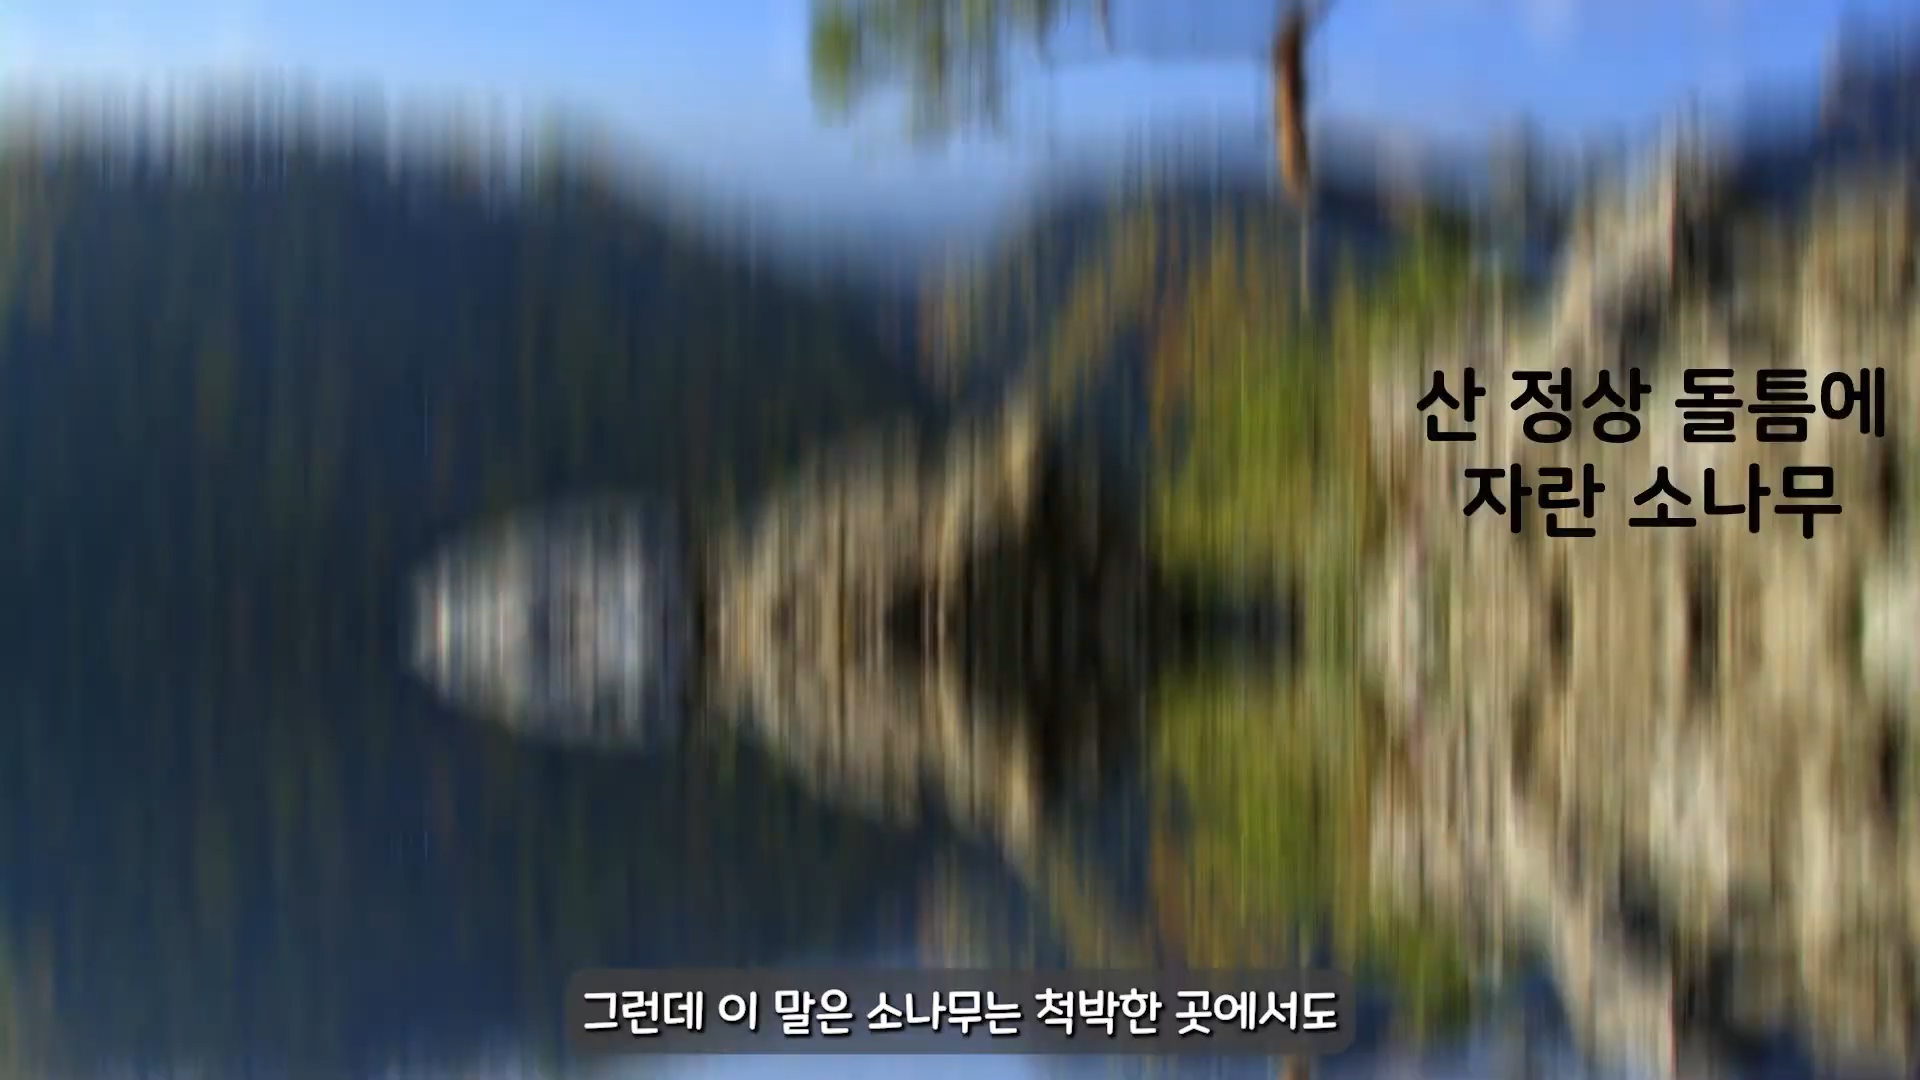 산 정상 돌틈에
자란 소나무
그런데 이 말은 소나무는 척박한 곳에서도